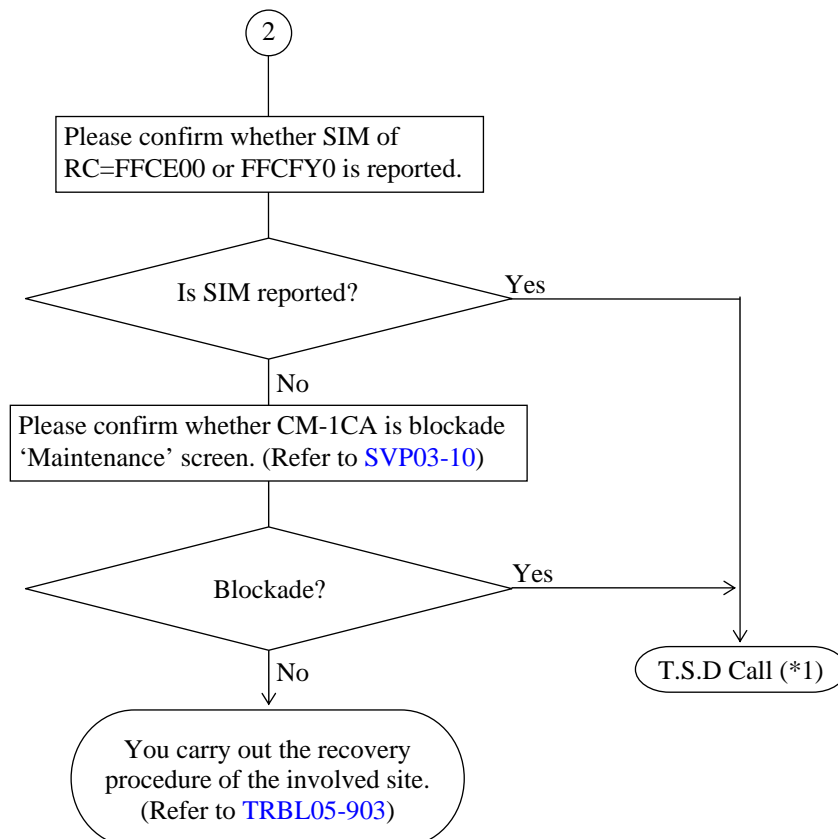 2
Please confirm whether SIM of
RC=FFCE00 or FFCFY0 is reported.
Is SIM reported?
Yes
No
Please confirm whether CM-1CA is blockade
‘Maintenance’ screen. (Refer to SVP03-10)
Blockade?
Yes
No
T.S.D Call (*1)
You carry out the recovery
procedure of the involved site.
(Refer to TRBL05-903)